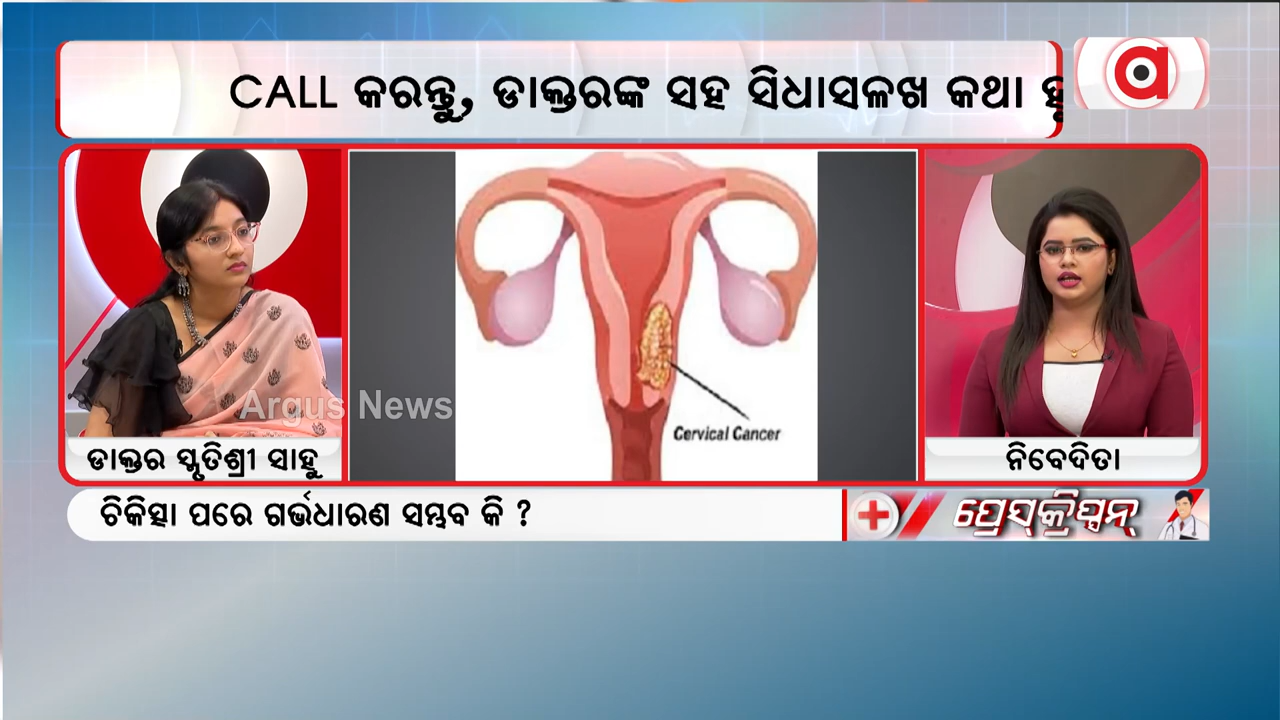 CALL କରନ୍ତୁ, ଡାକ୍ତରଙ୍କ ସହ ସିଧାସଳଖ କଥା
a
Argus News
Cervical Cancer
ଡାକ୍ତର ସ୍ମୃତିଶ୍ରୀ ସାହୁ
ନିବେଦିତା
ଚିକିତ୍ସା ପରେ ଗର୍ଭଧାରଣ ସମ୍ଭବ କି ?
ପ୍ରେସ୍‌କ୍ରିପ୍ସନ୍